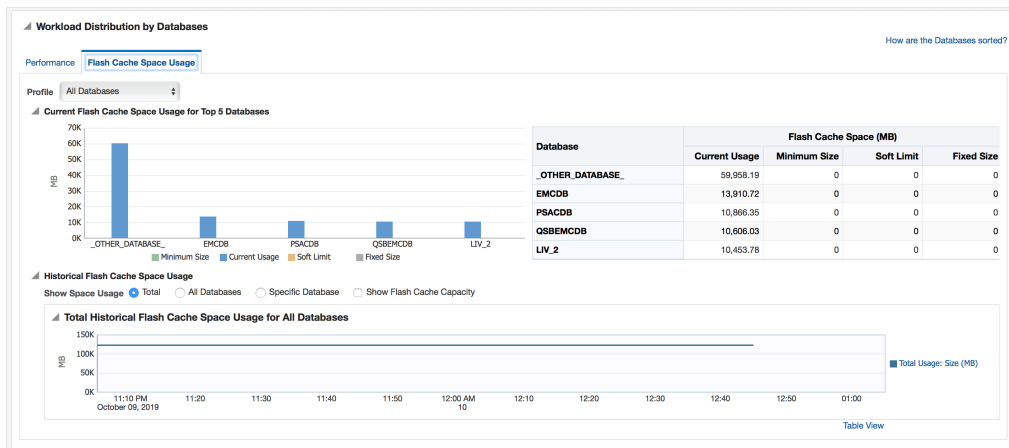 Workload Distribution by Databases
How are the Databases sorted?
Performance
Flash Cache Space Usage
Profile All Databases
Current Flash Cache Space Usage for Top 5 Databases
70K
60K
50K
40K
30K
20K
10K
0K
MB
_OTHER_DATABASE_ EMCDB PSACDB QSBEMCDB LIV_2
Minimum Size Current Usage Soft Limit Fixed Size
Database Flash Cache Space (MB)
Current Usage Minimum Size Soft Limit Fixed Size
_OTHER_DATABASE_ 59,958.19 0 0 0
EMCDB 13,910.72 0 0 0
PSACDB 10,866.35 0 0 0
QSBEMCDB 10,606.03 0 0 0
LIV_2 10,453.78 0 0 0
Historical Flash Cache Space Usage
Show Space Usage Total All Databases Specific Database Show Flash Cache Capacity
Total Historical Flash Cache Space Usage for All Databases
150K
100K
50K
0K
MB
Total Usage: Size (MB)
11:10 PM 11:20 11:30 11:40 11:50 12:00 AM 12:10 12:20 12:30 12:40 12:50 01:00
October 09, 2019 10
Table View